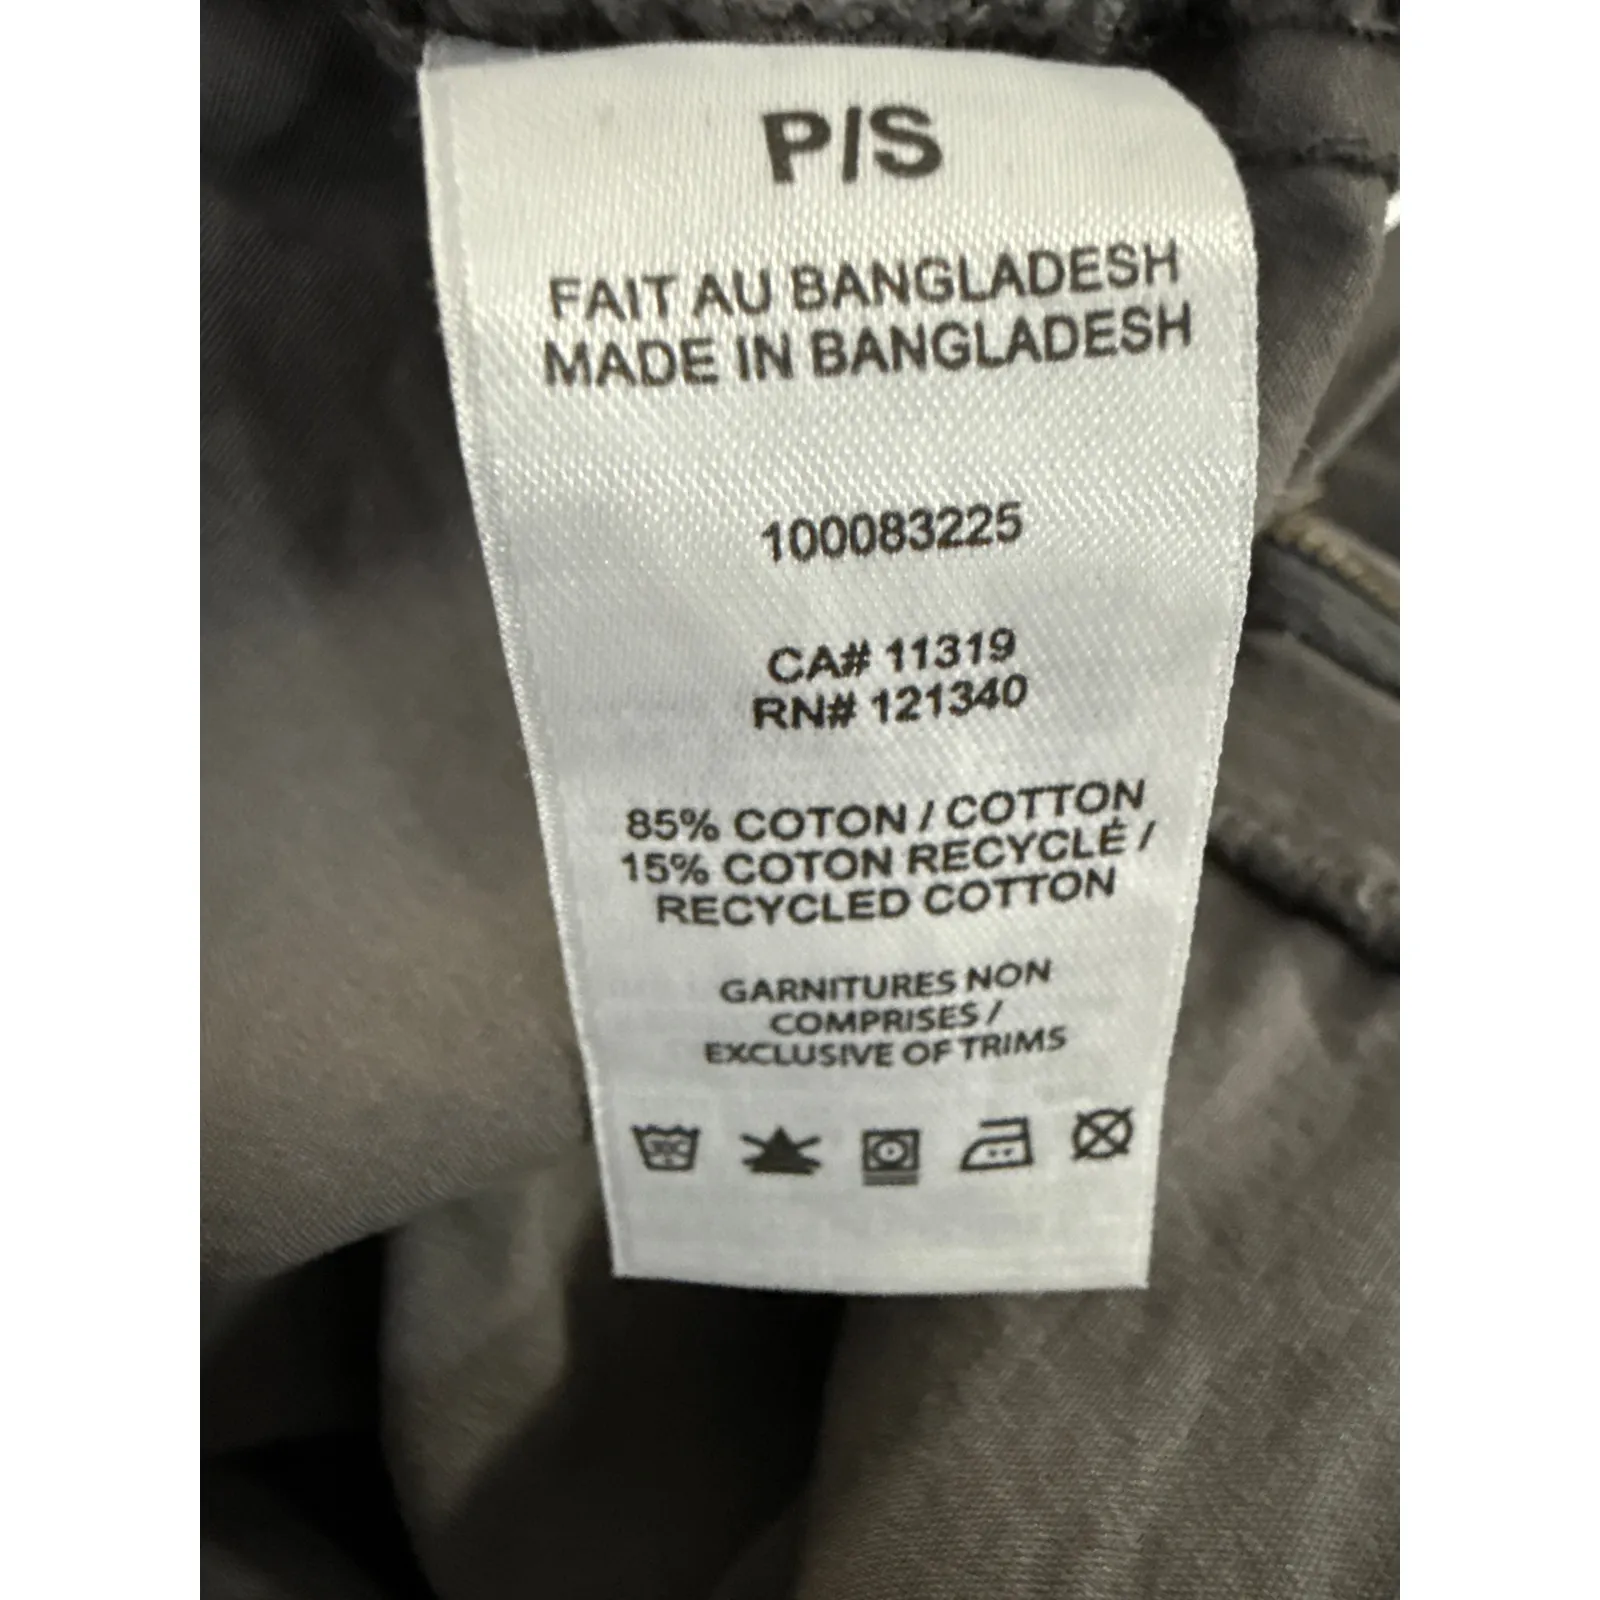 P/S
FAIT AU BANGLADESH
MADE IN BANGLADESH
100083225
CA# 11319
RN# 121340
85% COTON / COTTON
15% COTON RECYCLÉ /
RECYCLED COTTON
GARNITURES NON
COMPRISES /
EXCLUSIVE OF TRIMS